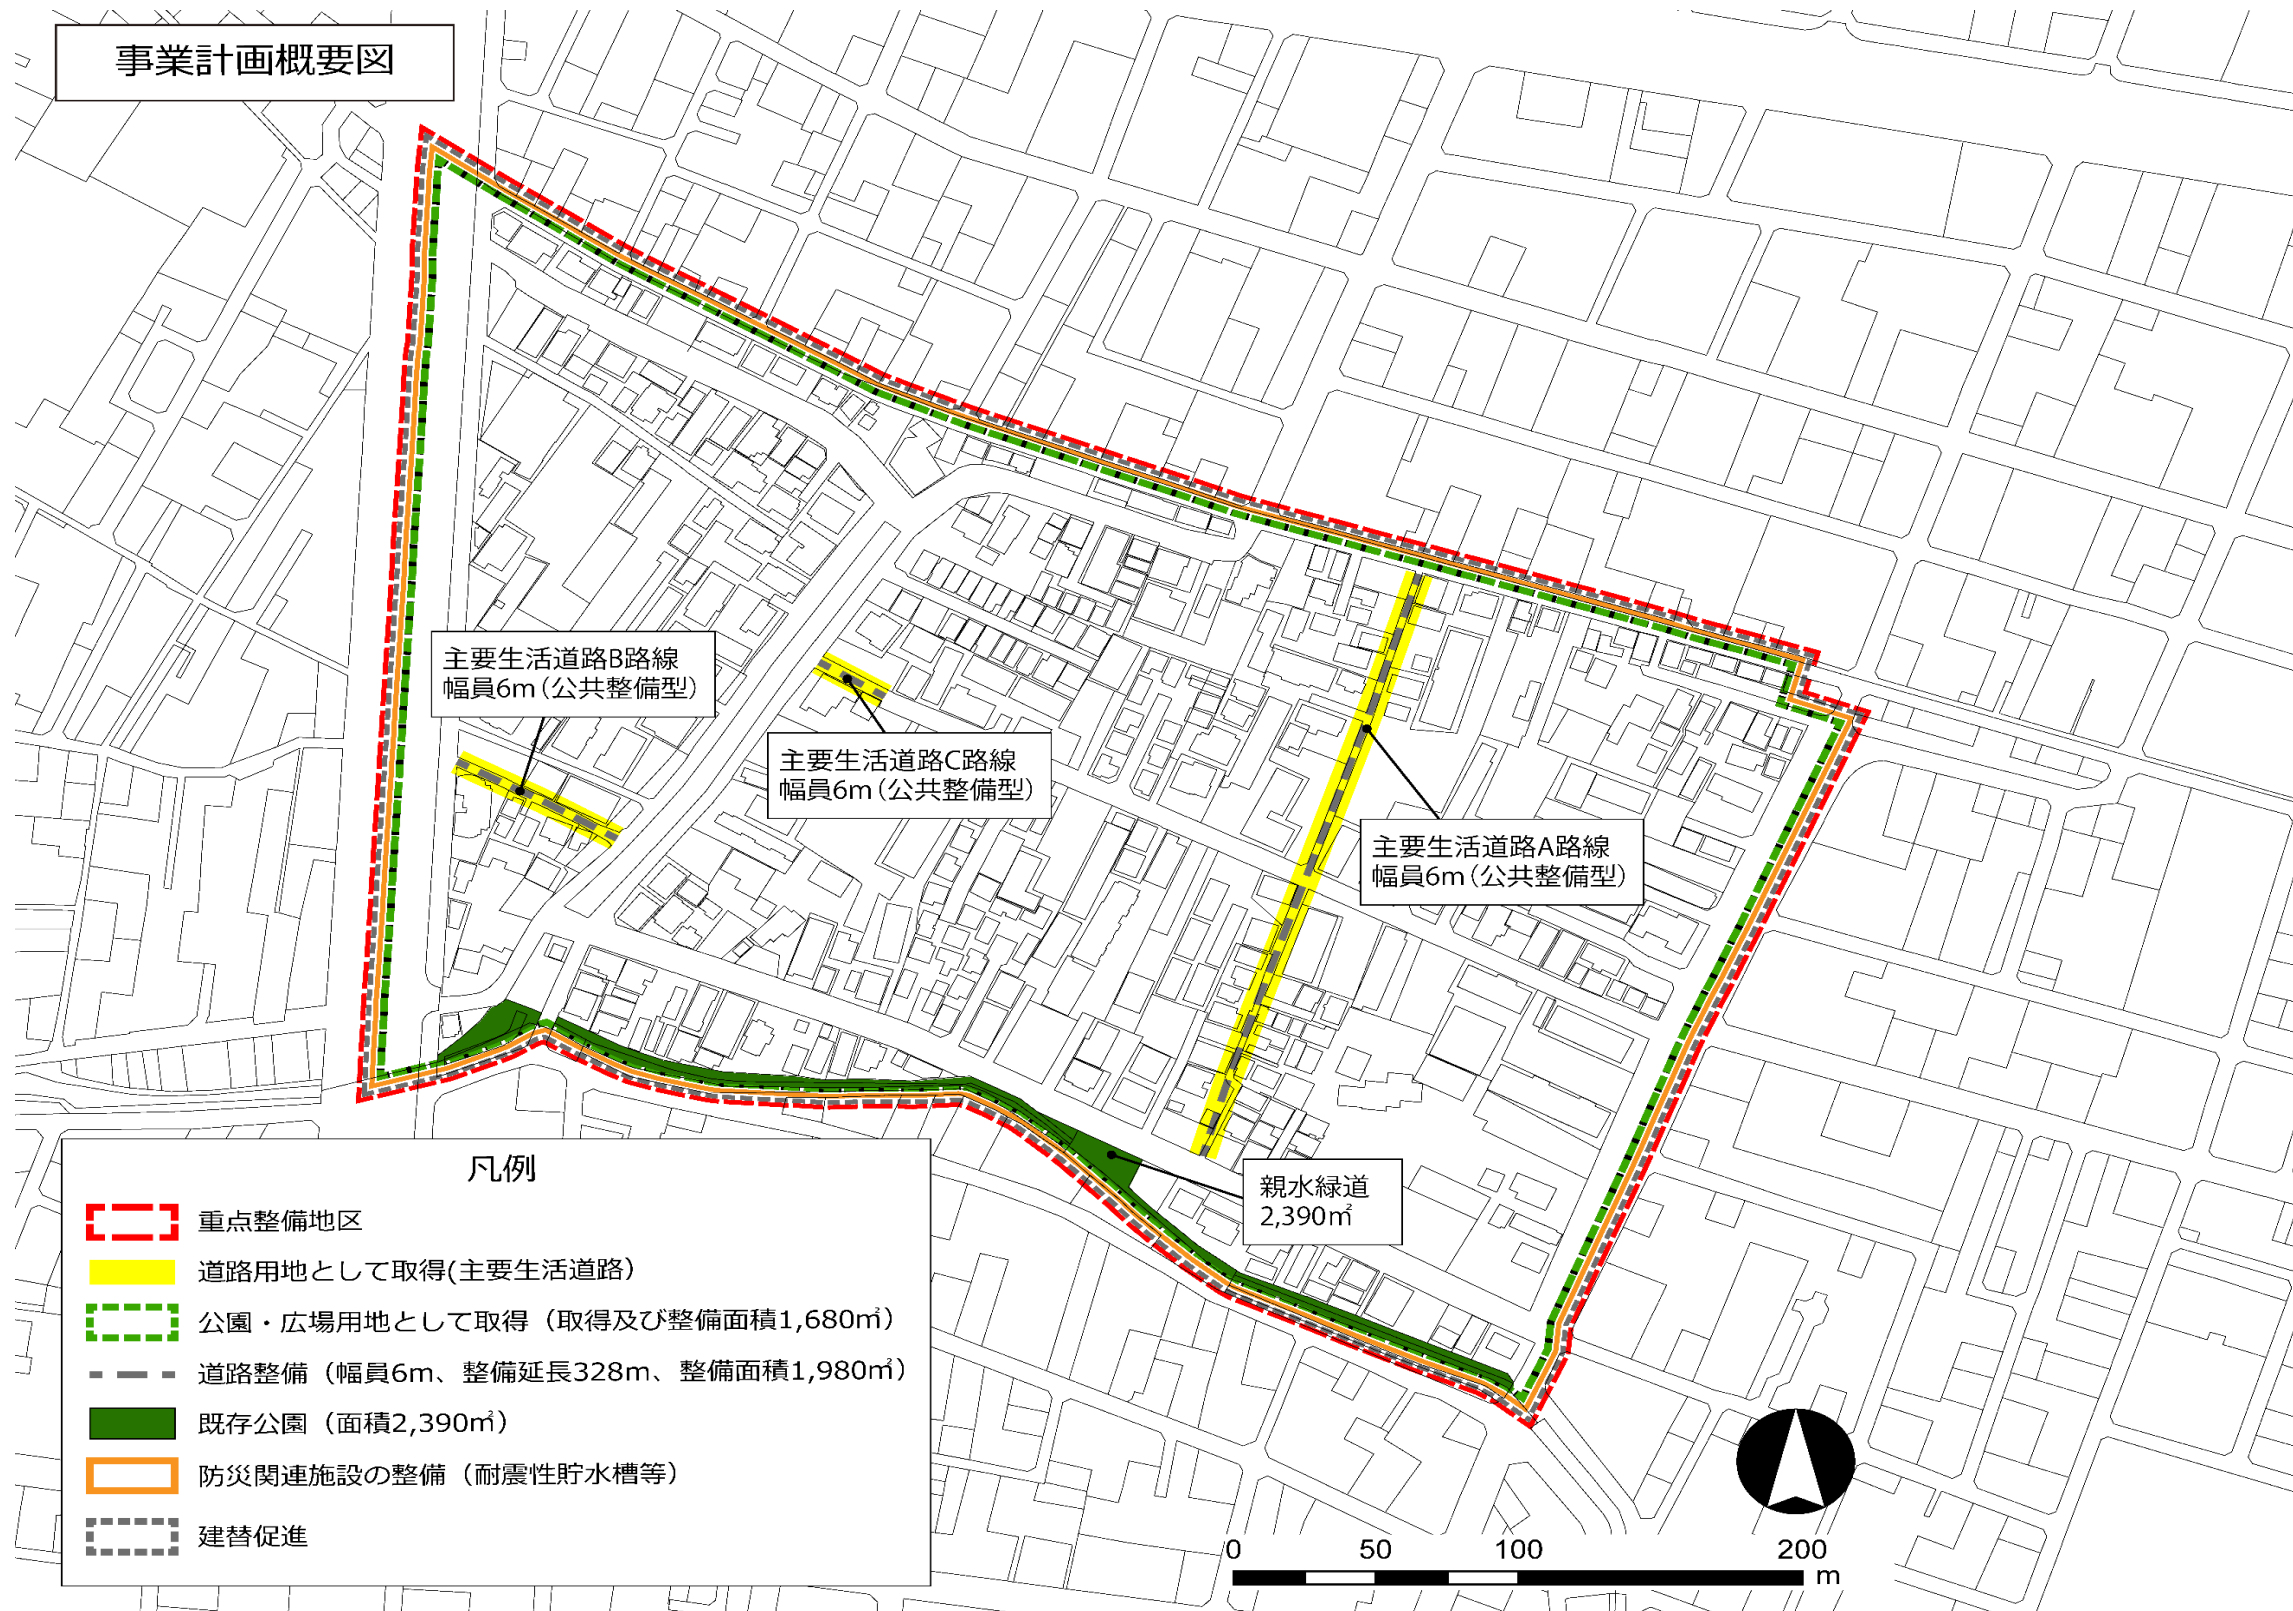 事業計画概要図
主要生活道路B路線
幅員6m(公共整備型)
主要生活道路C路線
幅員6m(公共整備型)
主要生活道路A路線
幅員6m(公共整備型)
親水緑道
2,390㎡
凡例
重点整備地区
道路用地として取得(主要生活道路)
公園・広場用地として取得(取得及び整備面積1,680㎡)
道路整備(幅員6m、整備延長328m、整備面積1,980㎡)
既存公園(面積2,390㎡)
防災関連施設の整備(耐震性貯水槽等)
建替促進
0 50 100 200
m